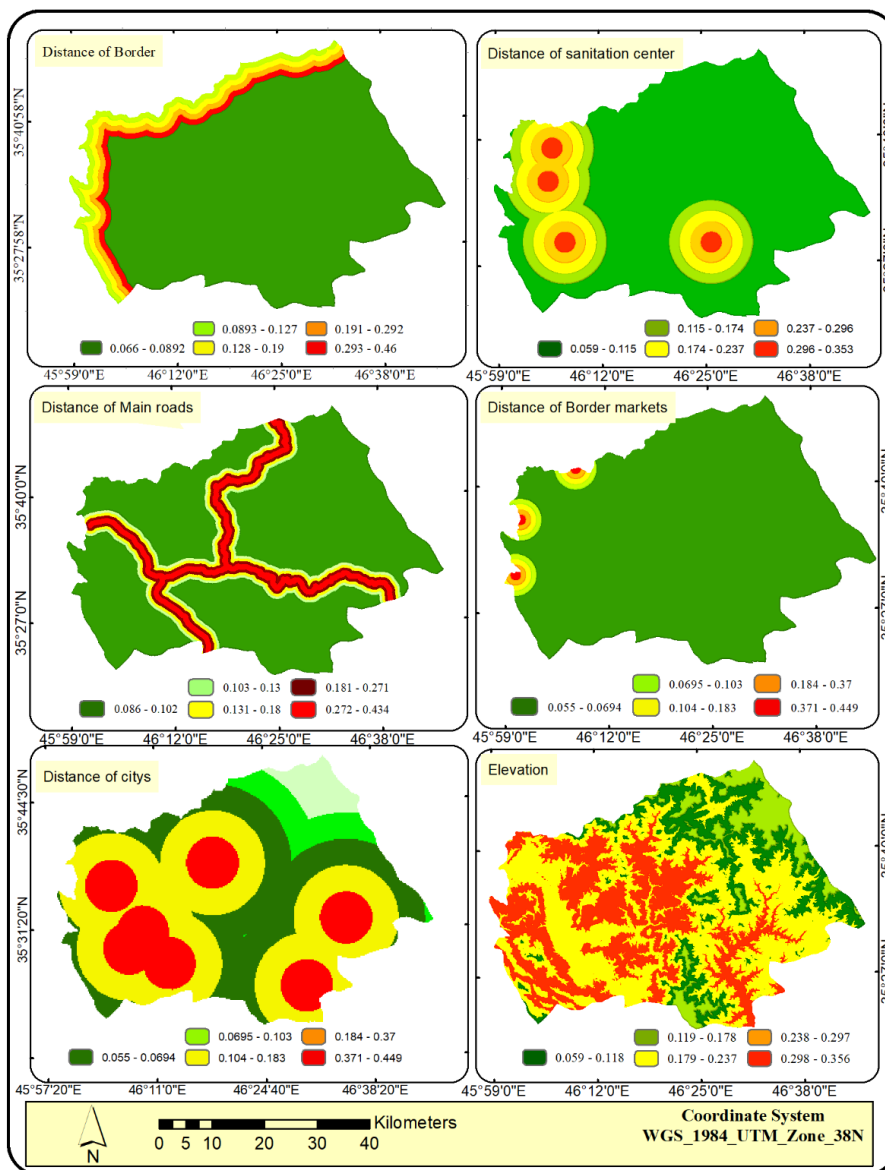 Distance of Border
35°40'58"N
35°27'58"N
0.0893 - 0.127
0.191 - 0.292
0.066 - 0.0892
0.128 - 0.19
0.293 - 0.46
45°59'0"E
46°12'0"E
46°25'0"E
46°38'0"E
Distance of sanitation center
0.115 - 0.174
0.237 - 0.296
0.059 - 0.115
0.174 - 0.237
0.296 - 0.353
45°59'0"E
46°12'0"E
46°25'0"E
46°38'0"E
Distance of Main roads
35°40'0"N
35°27'0"N
0.103 - 0.13
0.181 - 0.271
0.086 - 0.102
0.131 - 0.18
0.272 - 0.434
45°59'0"E
46°12'0"E
46°25'0"E
46°38'0"E
Distance of Border markets
0.0695 - 0.103
0.184 - 0.37
0.055 - 0.0694
0.104 - 0.183
0.371 - 0.449
45°59'0"E
46°12'0"E
46°25'0"E
46°38'0"E
Distance of citys
35°44'30"N
35°31'20"N
0.0695 - 0.103
0.184 - 0.37
0.055 - 0.0694
0.104 - 0.183
0.371 - 0.449
45°57'20"E
46°11'0"E
46°24'40"E
46°38'20"E
Elevation
0.119 - 0.178
0.238 - 0.297
0.059 - 0.118
0.179 - 0.237
0.298 - 0.356
45°59'0"E
46°12'0"E
46°25'0"E
46°38'0"E
N
Kilometers
0 5 10 20 30 40
Coordinate System
WGS_1984_UTM_Zone_38N